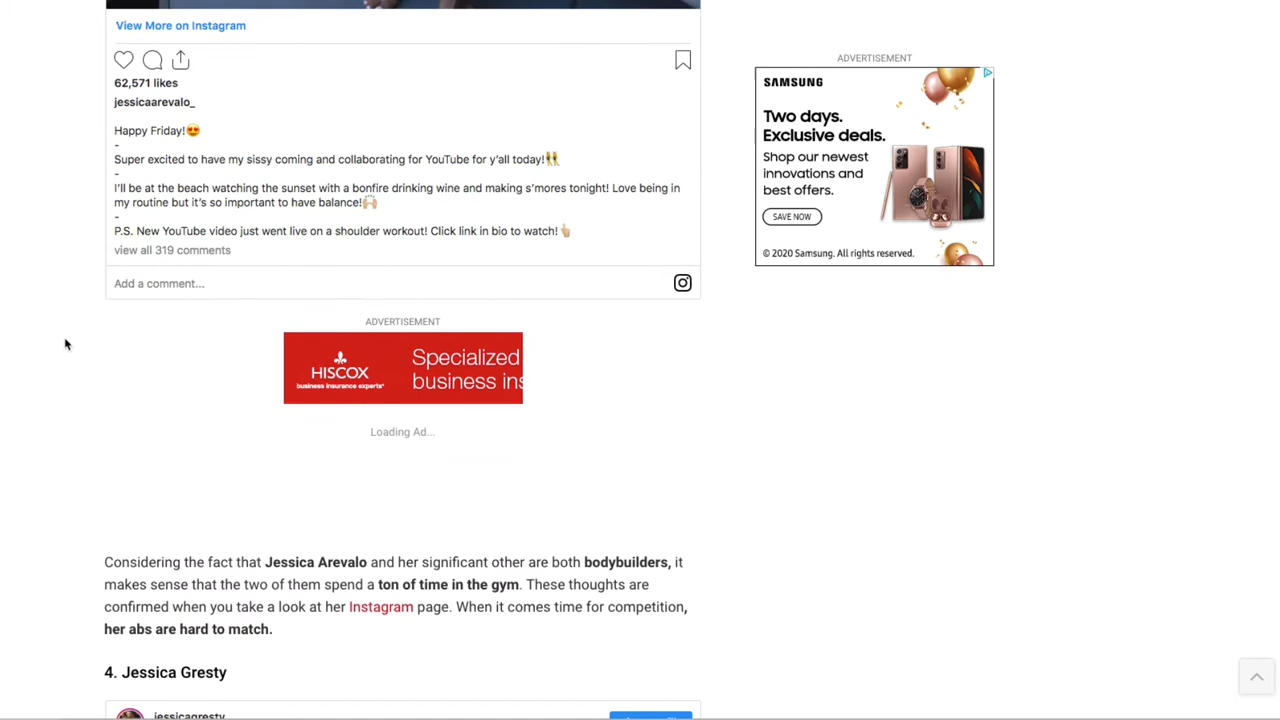 View More on Instagram
62,571 likes
jessicaarevalo_
Happy Friday!😍
-
Super excited to have my sissy coming and collaborating for YouTube for y'all today!👯
-
I'll be at the beach watching the sunset with a bonfire drinking wine and making s'mores tonight! Love being in
my routine but it's so important to have balance!🙌🏼
-
P.S. New YouTube video just went live on a shoulder workout! Click link in bio to watch!👆🏼
view all 319 comments
Add a comment...
ADVERTISEMENT
HISCOX
business insurance experts®
Specialized
business ins
Loading Ad...
Considering the fact that Jessica Arevalo and her significant other are both bodybuilders, it
makes sense that the two of them spend a ton of time in the gym. These thoughts are
confirmed when you take a look at her Instagram page. When it comes time for competition,
her abs are hard to match.
4. Jessica Gresty
jessicagresty
ADVERTISEMENT
SAMSUNG
Two days.
Exclusive deals.
Shop our newest
innovations and
best offers.
SAVE NOW
© 2020 Samsung. All rights reserved.